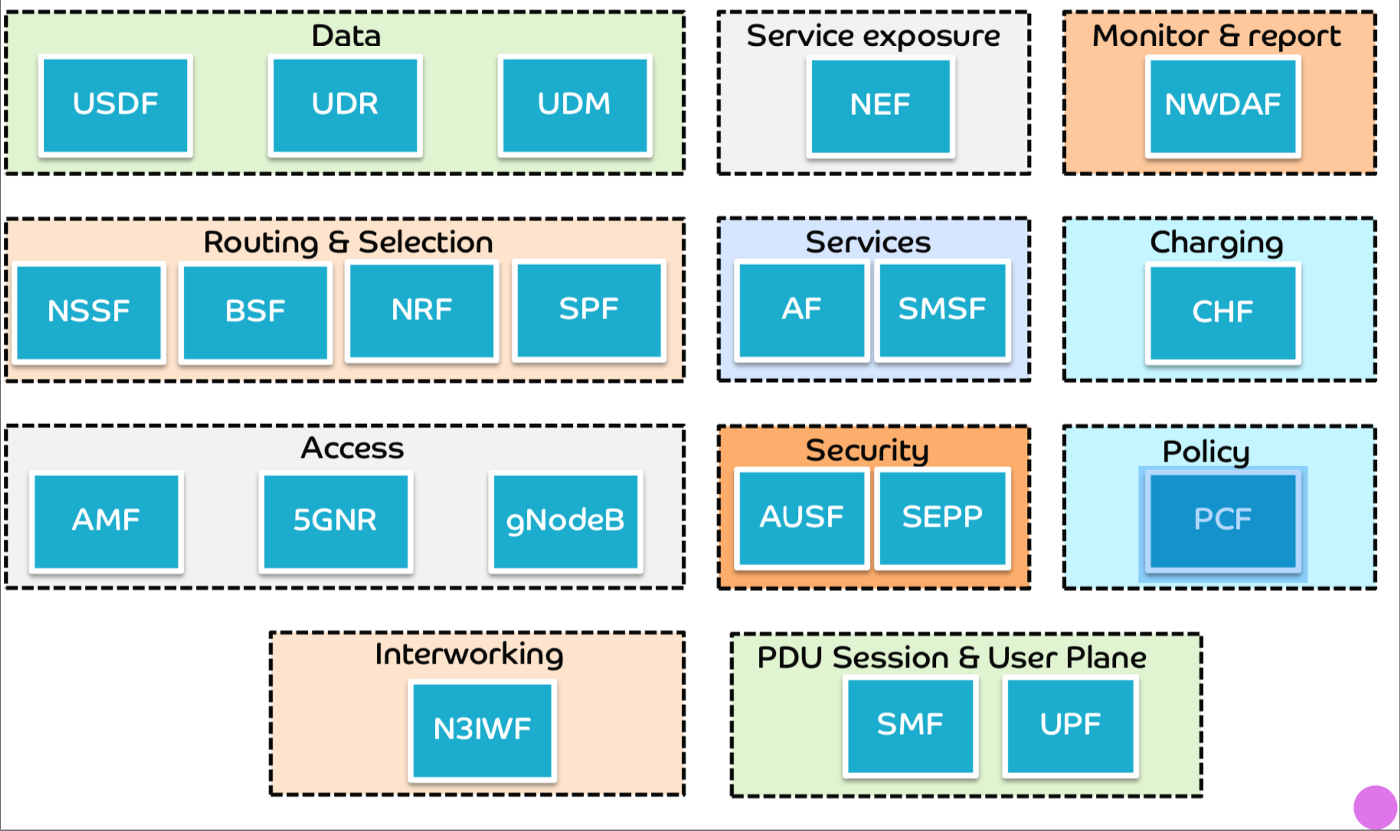 Data
USDF
UDR
UDM
Service exposure
NEF
Monitor & report
NWDAF
Routing & Selection
NSSF
BSF
NRF
SPF
Services
AF
SMSF
Charging
CHF
Access
AMF
5GNR
gNodeB
Security
AUSF
SEPP
Policy
PCF
Interworking
N3IWF
PDU Session & User Plane
SMF
UPF